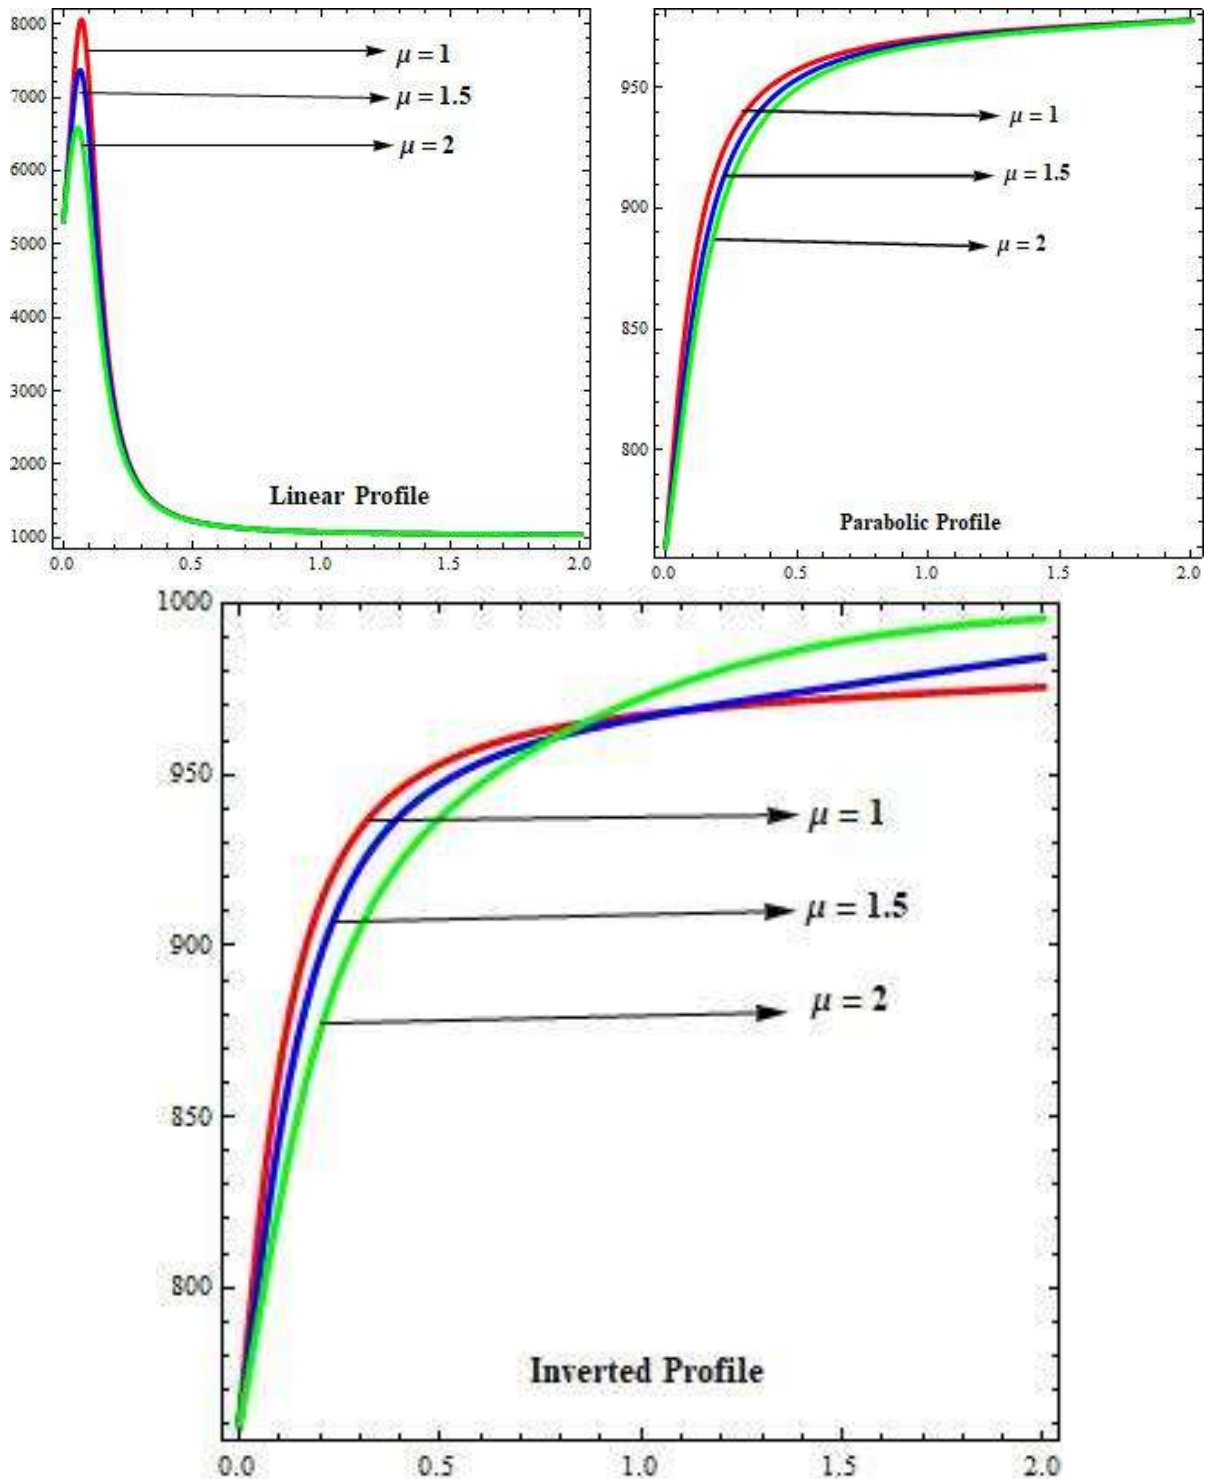 8000
7000
6000
5000
4000
3000
2000
1000
μ = 1
μ = 1.5
μ = 2
Linear Profile
0.0 0.5 1.0 1.5 2.0
950
900
850
800
μ = 1
μ = 1.5
μ = 2
Parabolic Profile
0.0 0.5 1.0 1.5 2.0
1000
950
900
850
800
μ = 1
μ = 1.5
μ = 2
Inverted Profile
0.0 0.5 1.0 1.5 2.0